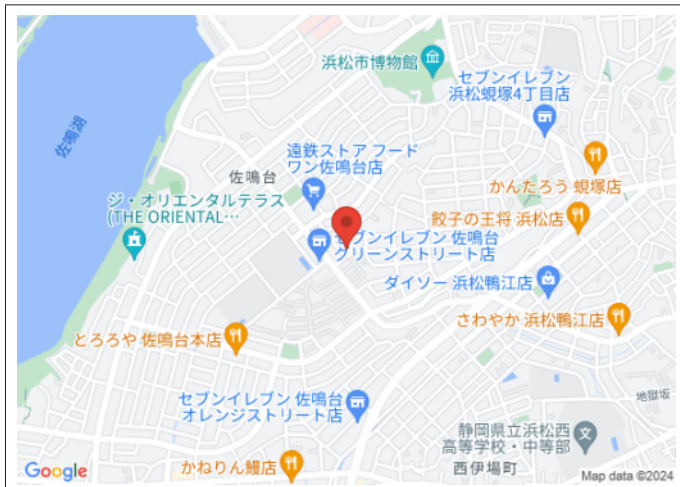 浜松市博物館
セブンイレブン
浜松蜆塚4丁目店
佐鳴湖
遠鉄ストア フード
ワン佐鳴台店
佐鳴台
かんたろう 蜆塚店
ジ・オリエンタルテラス
(THE ORIENTAL…
餃子の王将 浜松店
セブンイレブン 佐鳴台
グリーンストリート店
ダイソー 浜松鴨江店
さわやか 浜松鴨江店
とろろや 佐鳴台本店
セブンイレブン 佐鳴台
オレンジストリート店
地獄坂
静岡県立浜松西
高等学校・中等部
かねりん鰻店
西伊場町
Google
Map data ©2024